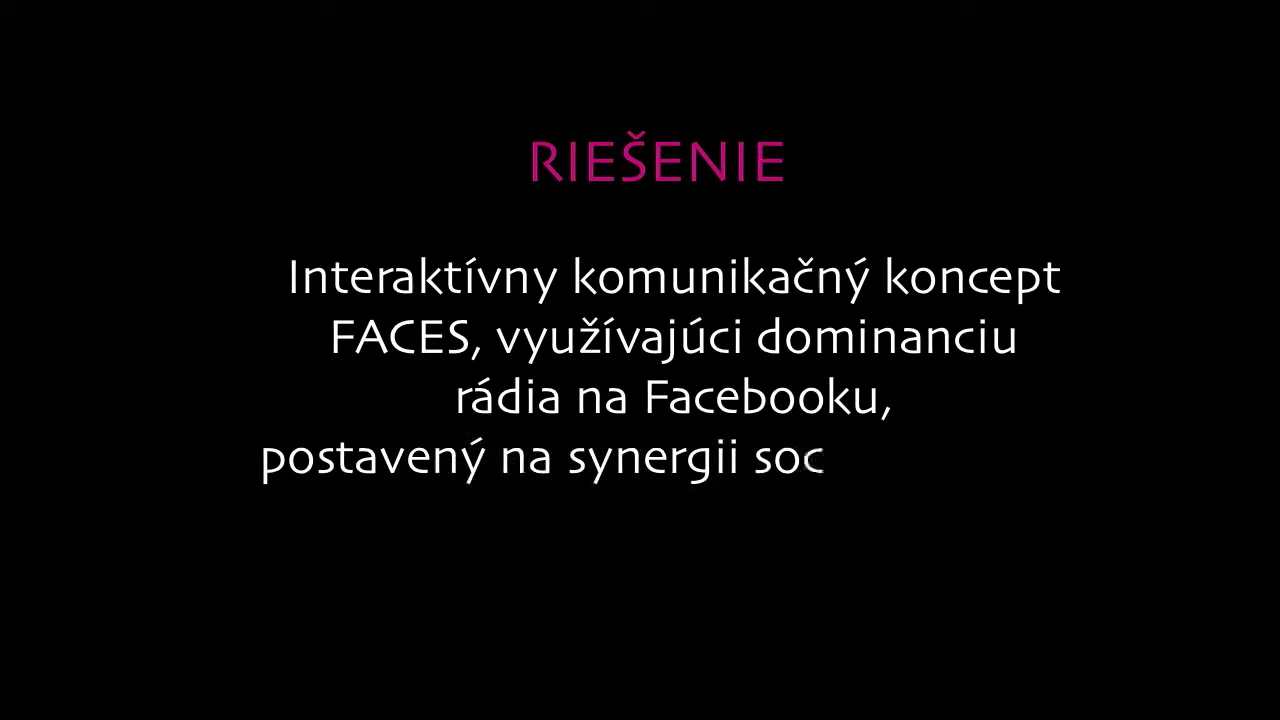 RIEŠENIE
Interaktívny komunikačný koncept
FACES, využívajúci dominanciu
rádia na Facebooku,
postavený na synergii soc